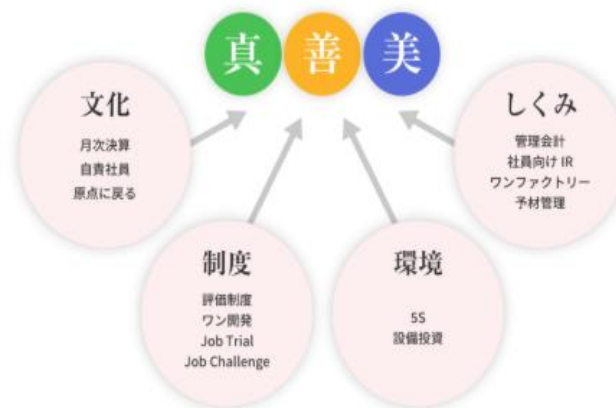 真 善 美
文化
月次決算
自責社員
原点に戻る
しくみ
管理会計
社員向け IR
ワンファクトリー
予材管理
制度
評価制度
ワン開発
Job Trial
Job Challenge
環境
5S
設備投資